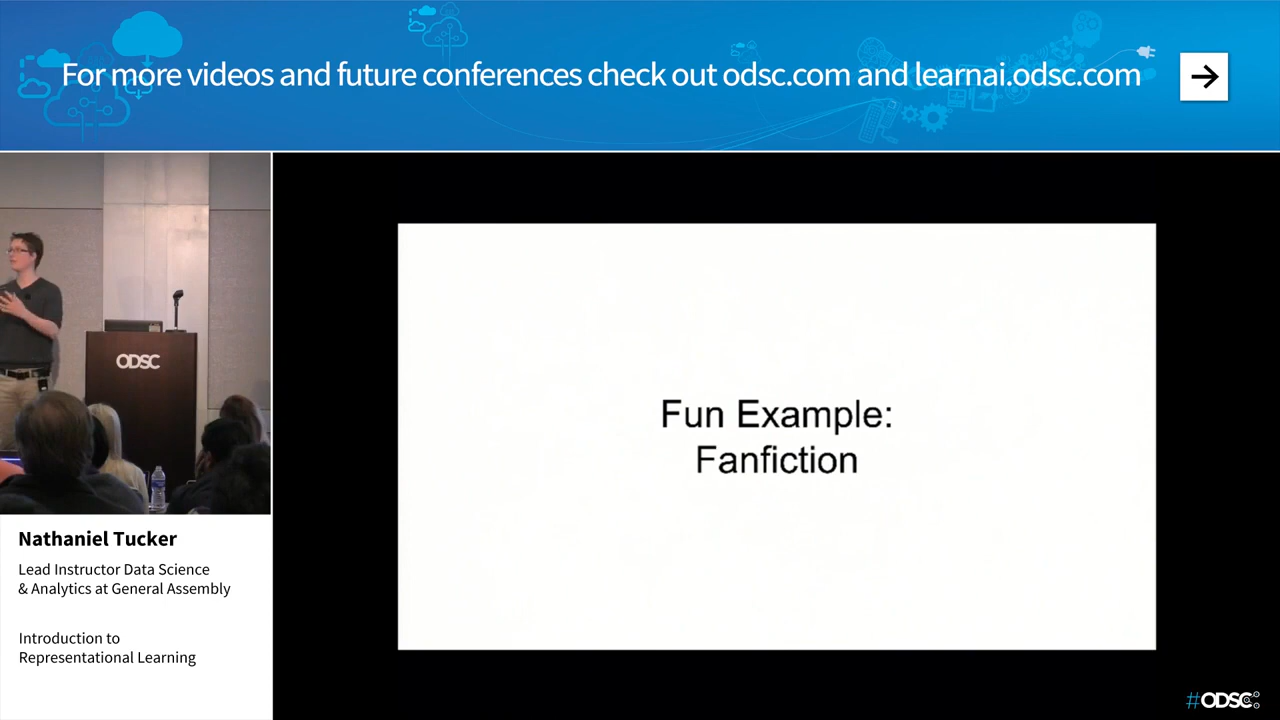 For more videos and future conferences check out odsc.com and learnai.odsc.com
ODSC
Nathaniel Tucker
Lead Instructor Data Science
& Analytics at General Assembly
Introduction to
Representational Learning
Fun Example:
Fanfiction
#ODSC